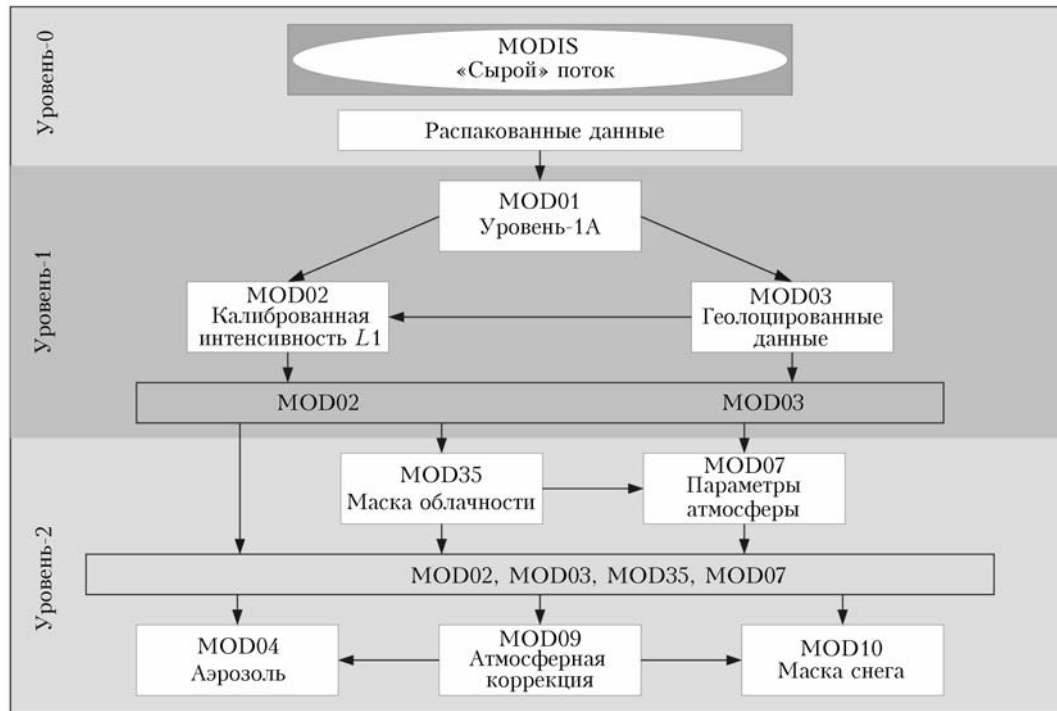 Уровень-0
MODIS
«Сырой» поток
Распакованные данные
Уровень-1
MOD01
Уровень-1А
MOD02
Калиброванная
интенсивность L1
MOD03
Геолоцированные
данные
MOD02
MOD03
Уровень-2
MOD35
Маска облачности
MOD07
Параметры
атмосферы
MOD02, MOD03, MOD35, MOD07
MOD04
Аэрозоль
MOD09
Атмосферная
коррекция
MOD10
Маска снега